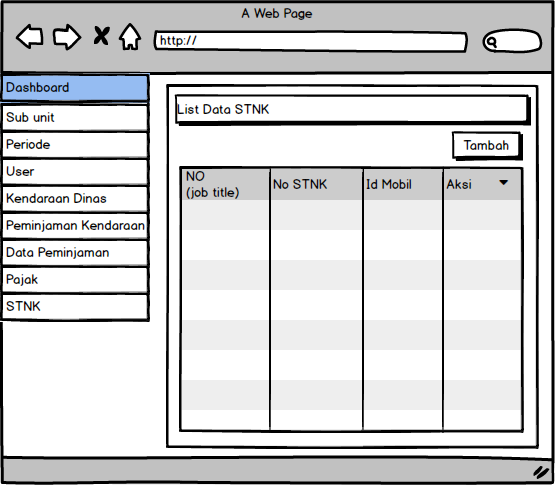 A Web Page
http://
Dashboard
Sub unit
Periode
User
Kendaraan Dinas
Peminjaman Kendaraan
Data Peminjaman
Pajak
STNK
List Data STNK
Tambah
NO
(job title)
No STNK
Id Mobil
Aksi